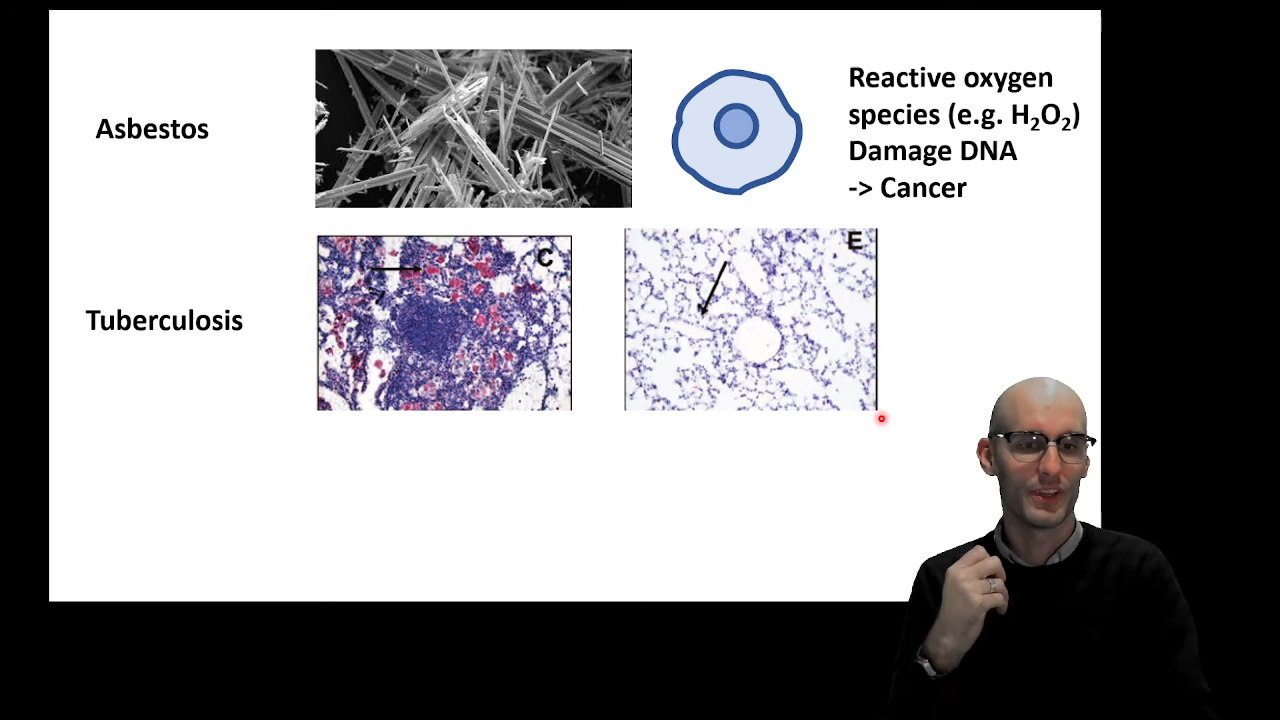 Asbestos
Reactive oxygen
species (e.g. H₂O₂)
Damage DNA
-> Cancer
Tuberculosis
C
E